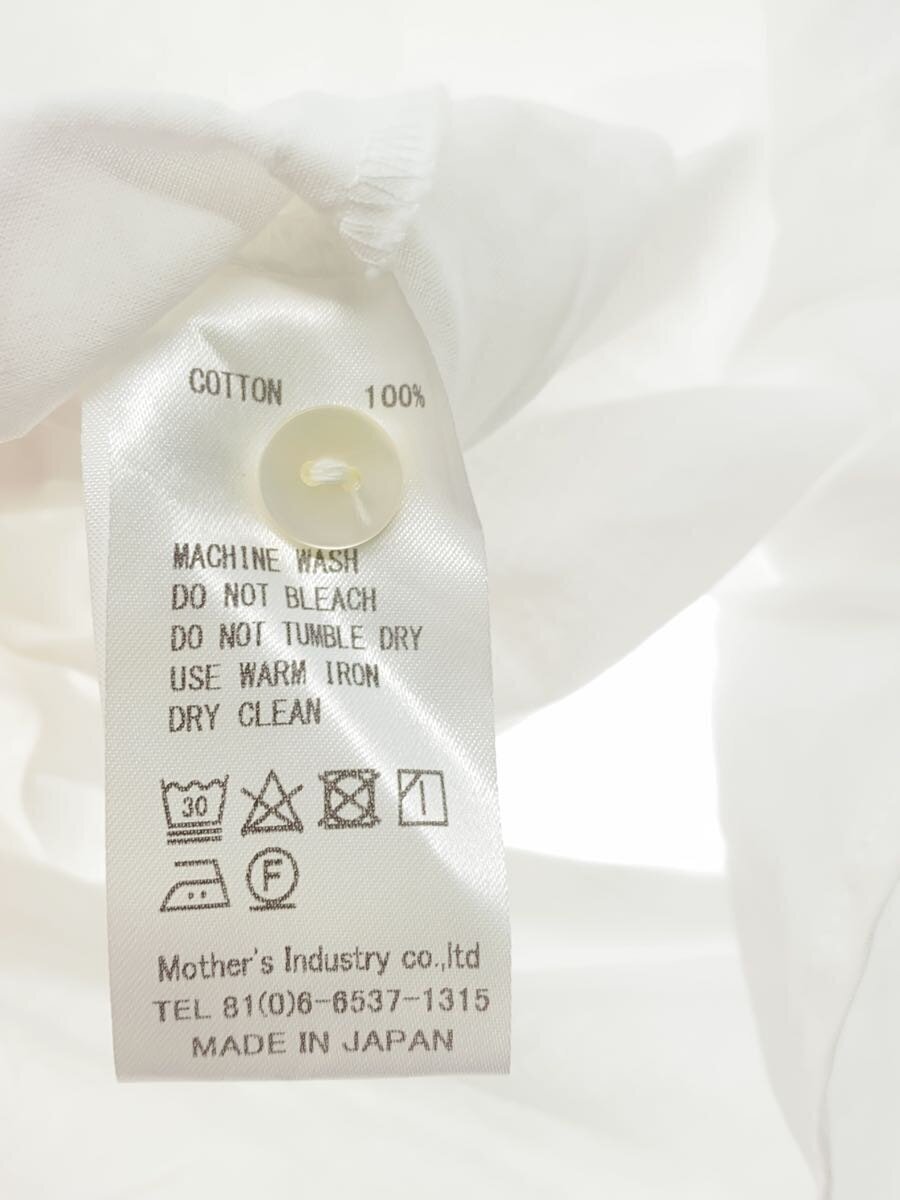 COTTON 100%
MACHINE WASH
DO NOT BLEACH
DO NOT TUMBLE DRY
USE WARM IRON
DRY CLEAN
30
F
Mother's Industry co.,ltd
TEL 81(0)6-6537-1315
MADE IN JAPAN